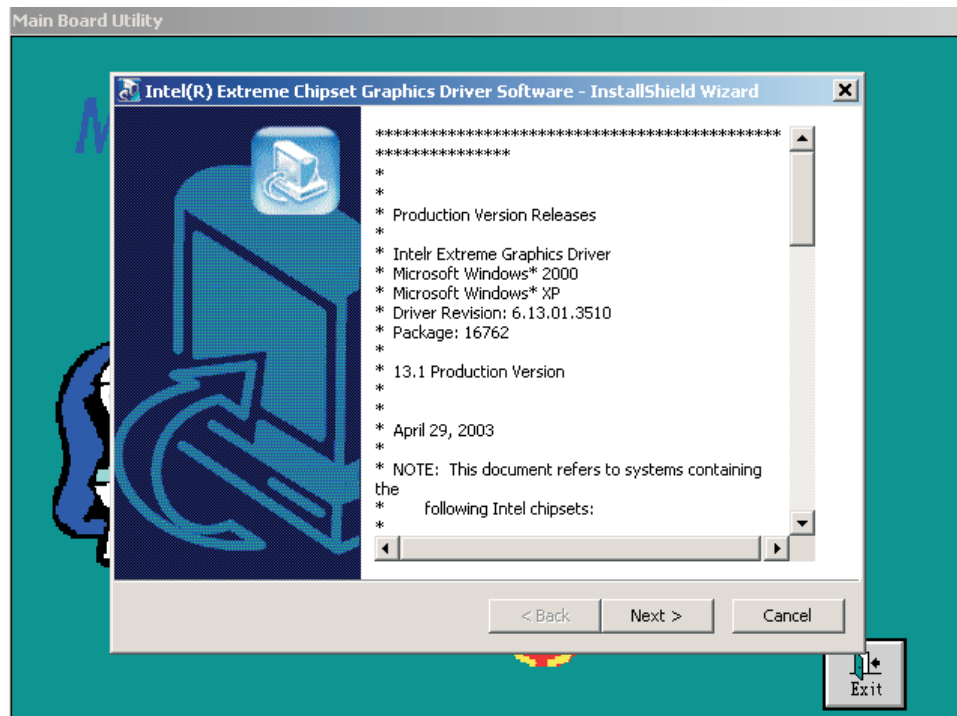 Main Board Utility
Intel(R) Extreme Chipset Graphics Driver Software - InstallShield Wizard
*********************************************
***************
*
*
* Production Version Releases
*
* Intelr Extreme Graphics Driver
* Microsoft Windows* 2000
* Microsoft Windows* XP
* Driver Revision: 6.13.01.3510
* Package: 16762
*
* 13.1 Production Version
*
*
* April 29, 2003
*
* NOTE: This document refers to systems containing
the
* following Intel chipsets:
*
< Back
Next >
Cancel
Exit